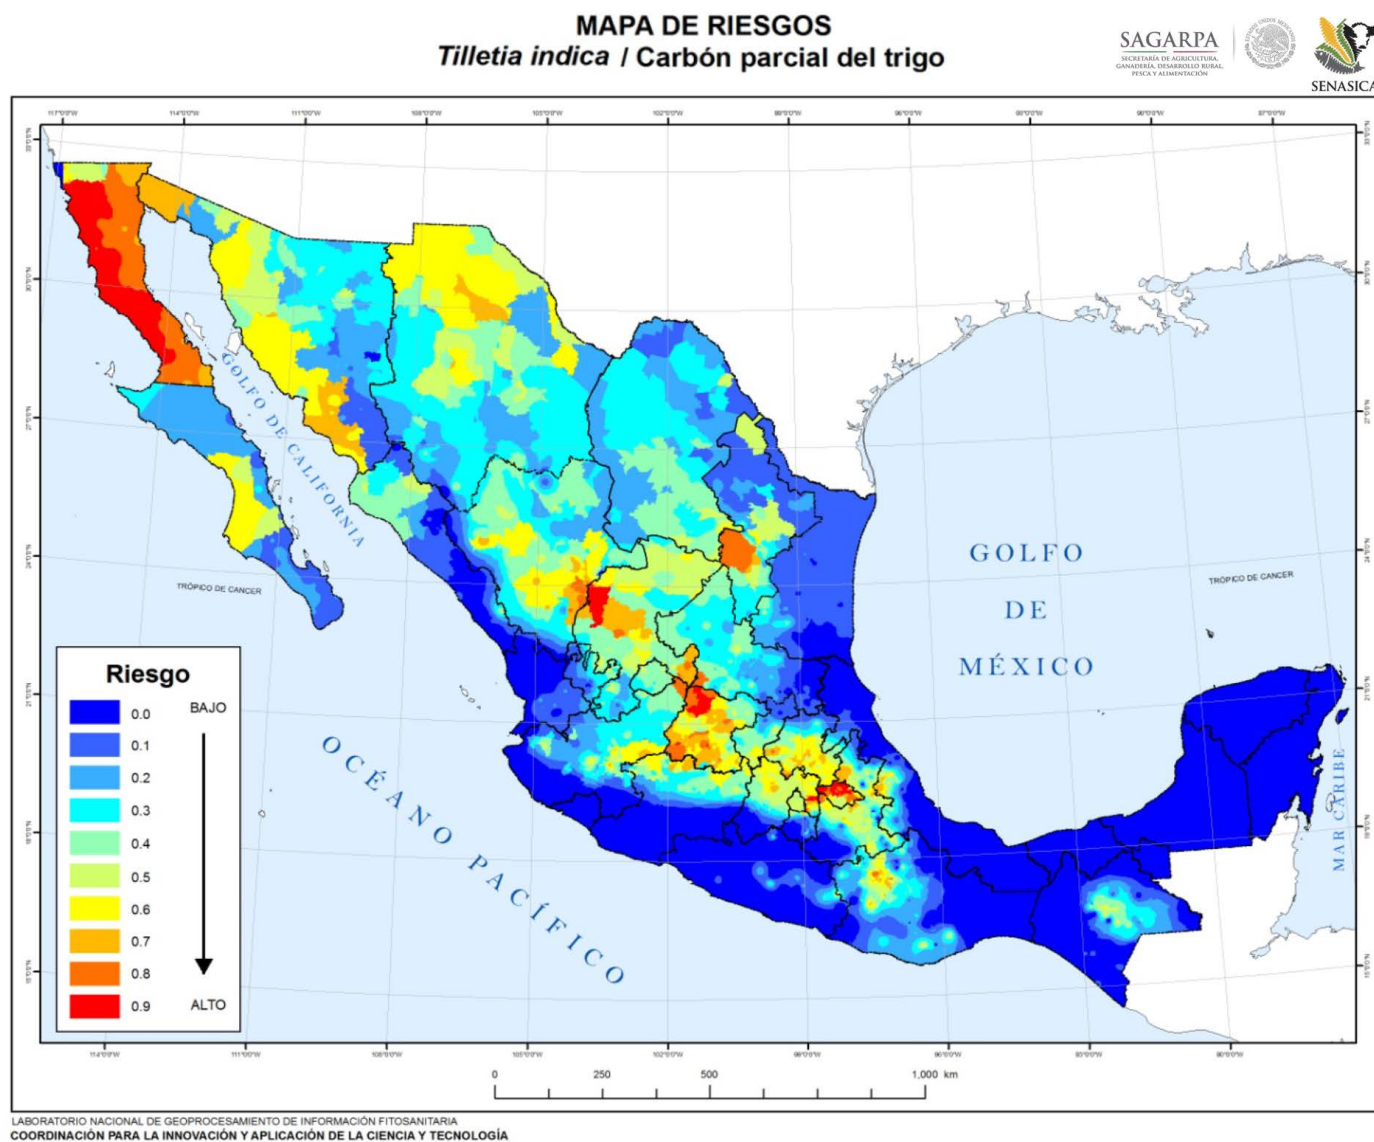 MAPA DE RIESGOS
Tilletia indica / Carbón parcial del trigo
SAGARPA
SECRETARÍA DE AGRICULTURA,
GANADERÍA, DESARROLLO RURAL,
PESCA Y ALIMENTACIÓN
SENASICA
GOLFO DE CALIFORNIA
TRÓPICO DE CANCER
GOLFO
DE
MÉXICO
TRÓPICO DE CANCER
OCÉANO PACÍFICO
MAR CARIBE
Riesgo
0.0 BAJO
0.1
0.2
0.3
0.4
0.5
0.6
0.7
0.8
0.9 ALTO
0 250 500 1,000 km
LABORATORIO NACIONAL DE GEOPROCESAMIENTO DE INFORMACIÓN FITOSANITARIA
COORDINACIÓN PARA LA INNOVACIÓN Y APLICACIÓN DE LA CIENCIA Y TECNOLOGÍA